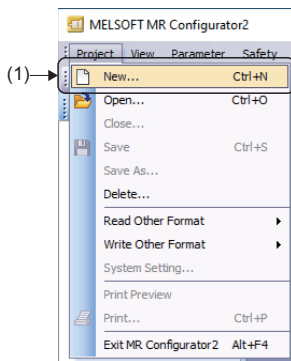 MELSOFT MR Configurator2
Project View Parameter Safety
(1) New... Ctrl+N
Open... Ctrl+O
Close...
Save Ctrl+S
Save As...
Delete...
Read Other Format
Write Other Format
System Setting...
Print Preview
Print... Ctrl+P
Exit MR Configurator2 Alt+F4